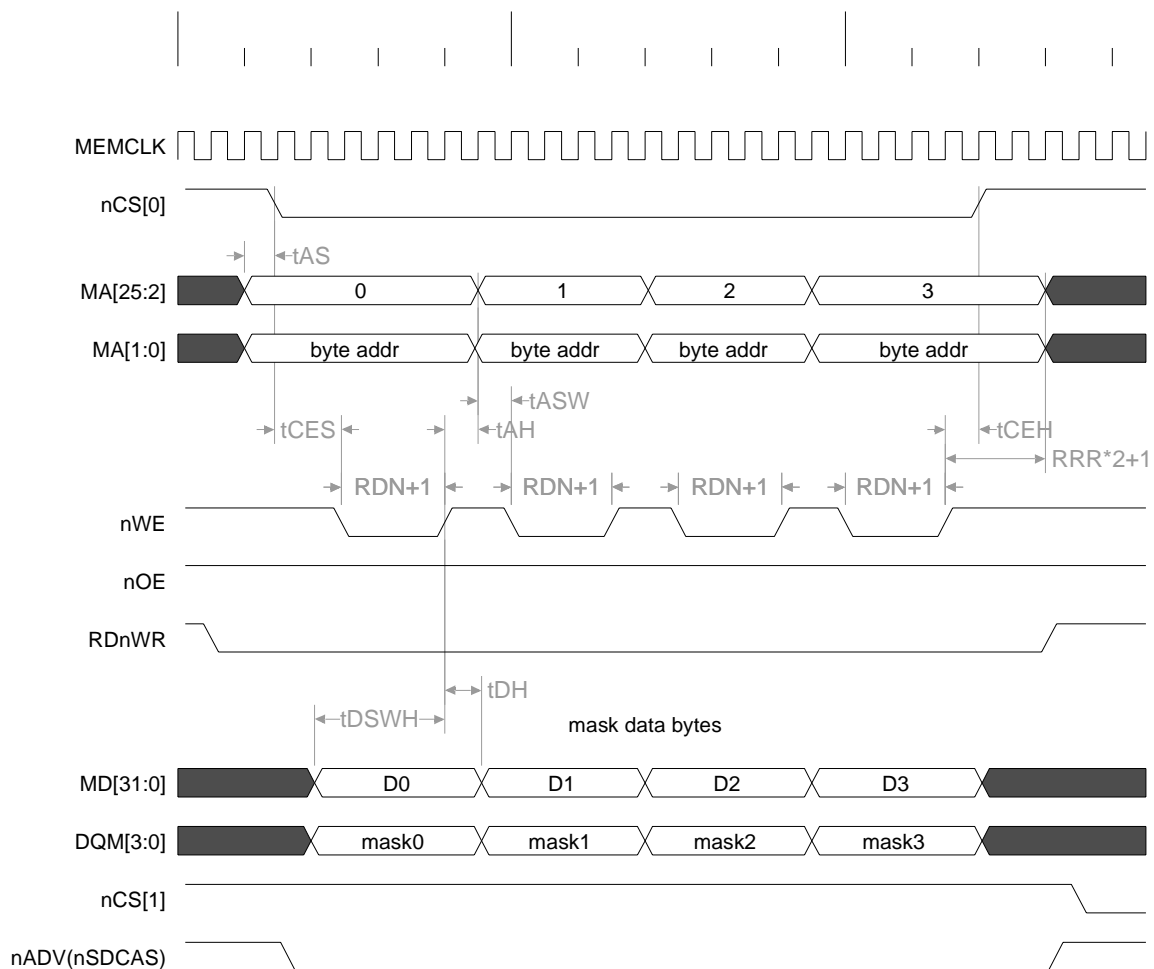 MEMCLK
nCS[0]
tAS
MA[25:2] 0 1 2 3
MA[1:0] byte addr byte addr byte addr byte addr
tASW
tCES tAH tCEH
RRR*2+1
RDN+1 RDN+1 RDN+1 RDN+1
nWE
nOE
RDnWR
tDH
tDSWH
mask data bytes
MD[31:0] D0 D1 D2 D3
DQM[3:0] mask0 mask1 mask2 mask3
nCS[1]
nADV(nSDCAS)